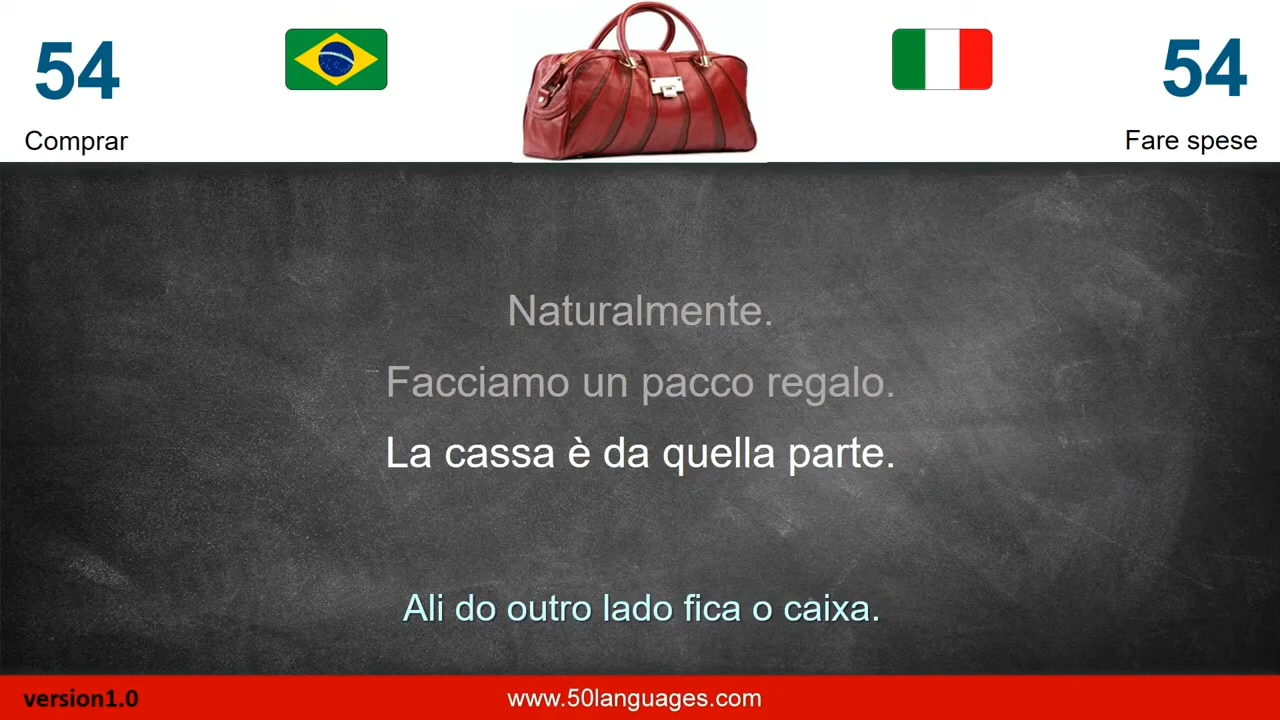 54
54
Comprar
Fare spese
Naturalmente.
Facciamo un pacco regalo.
La cassa è da quella parte.
Ali do outro lado fica o caixa.
version1.0
www.50languages.com